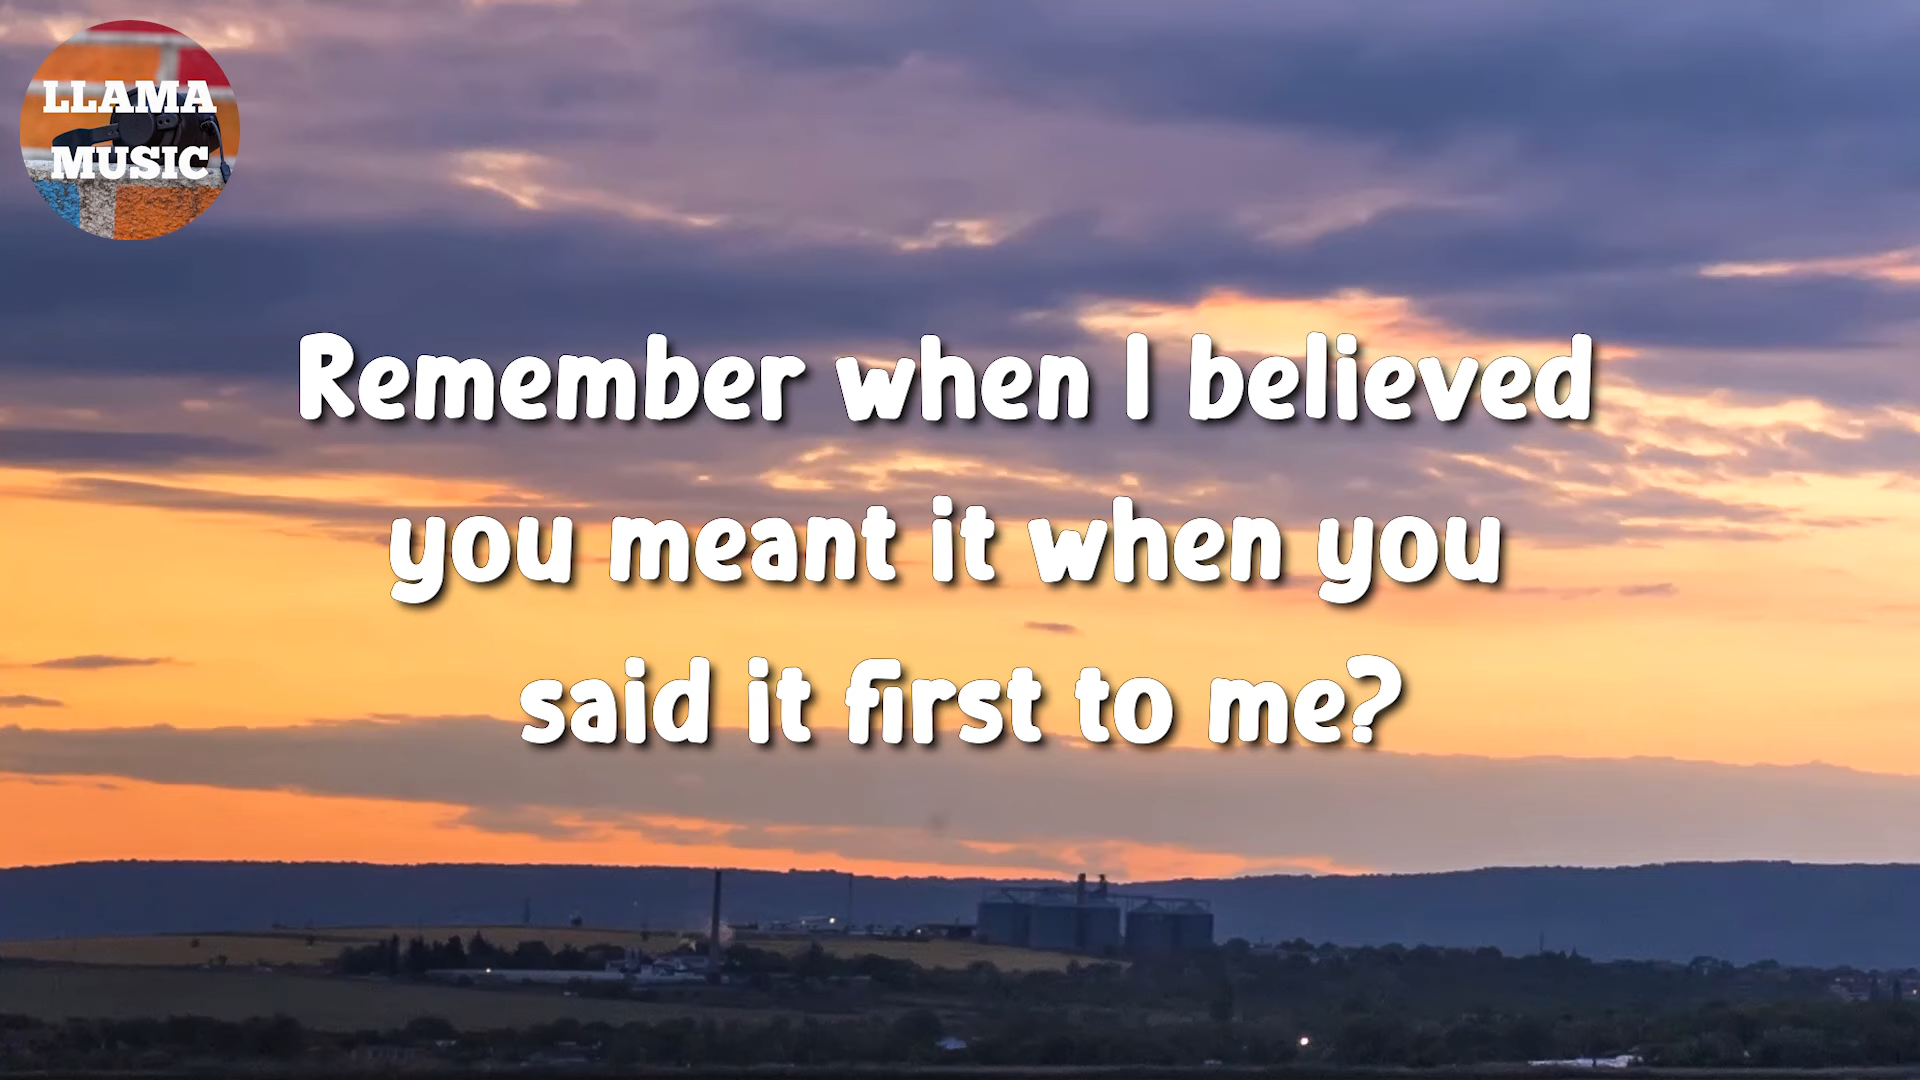 LLAMA
MUSIC
Remember when I believed
you meant it when you
said it first to me?